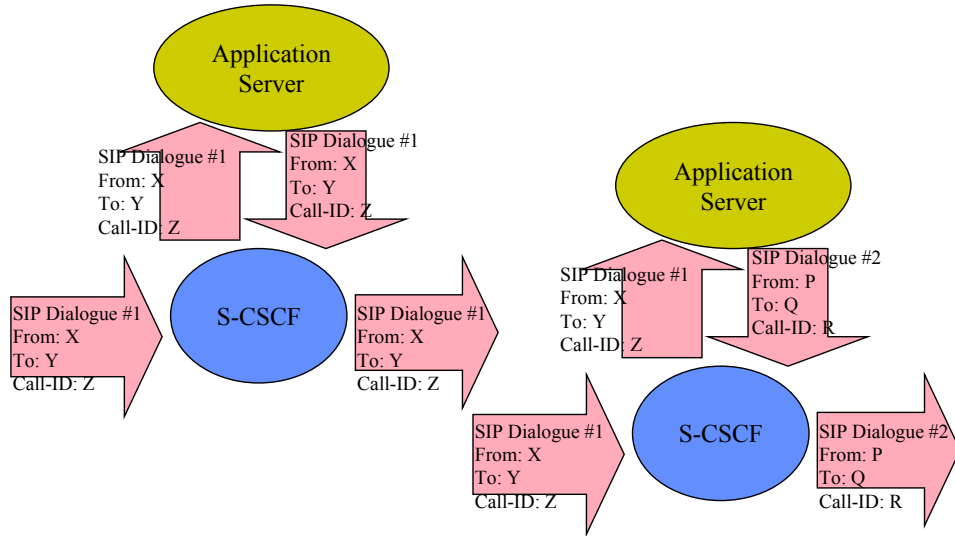 Application
Server
SIP Dialogue #1
From: X
To: Y
Call-ID: Z
SIP Dialogue #1
From: X
To: Y
Call-ID: Z
S-CSCF
SIP Dialogue #1
From: X
To: Y
Call-ID: Z
SIP Dialogue #1
From: X
To: Y
Call-ID: Z
Application
Server
SIP Dialogue #1
From: X
To: Y
Call-ID: Z
SIP Dialogue #2
From: P
To: Q
Call-ID: R
S-CSCF
SIP Dialogue #1
From: X
To: Y
Call-ID: Z
SIP Dialogue #2
From: P
To: Q
Call-ID: R